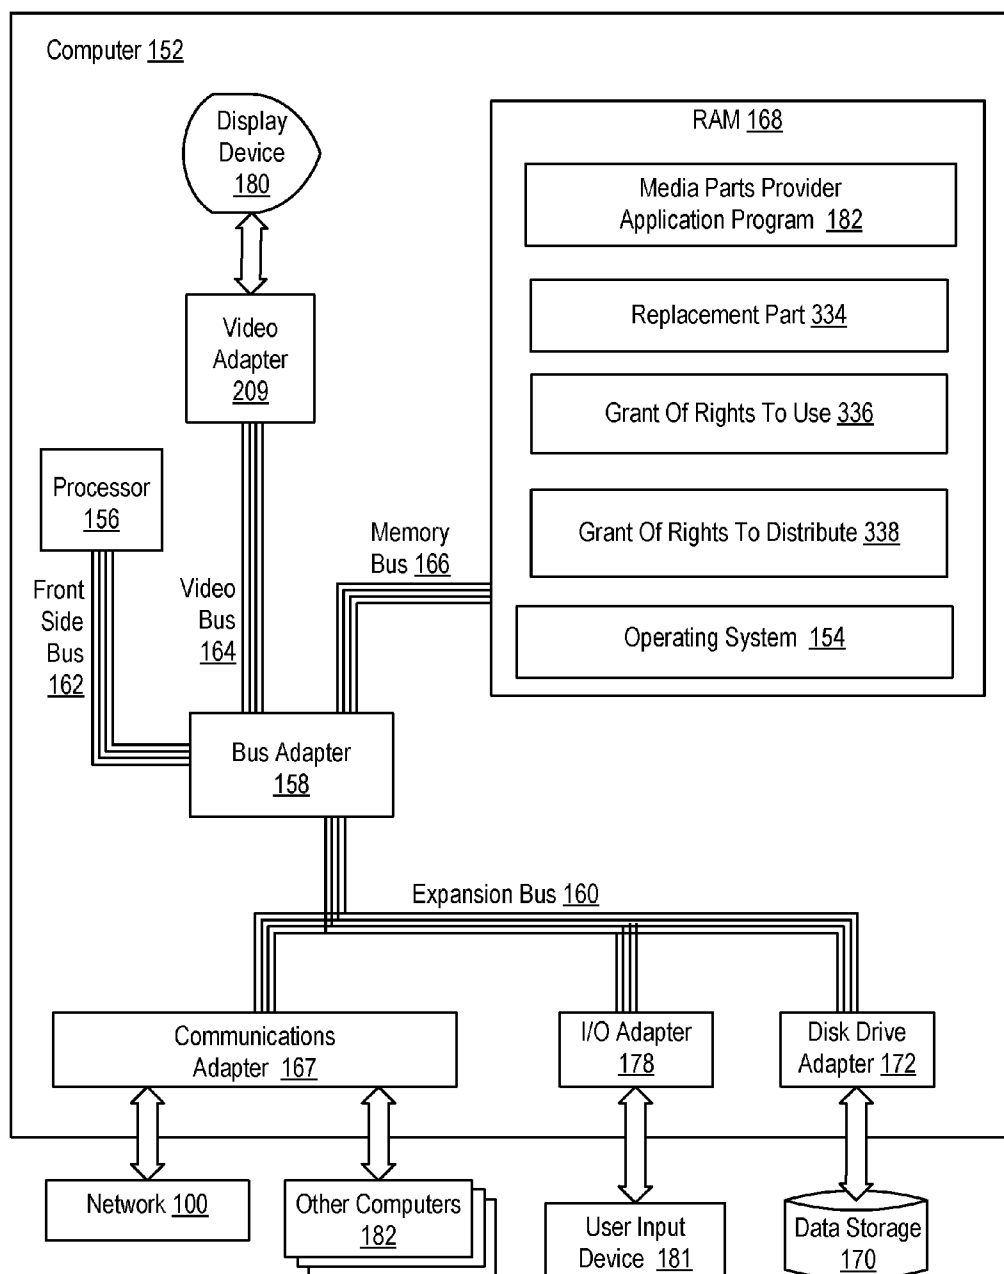 Computer 152
Display
Device
180
RAM 168
Media Parts Provider
Application Program 182
Replacement Part 334
Video
Adapter
209
Grant Of Rights To Use 336
Processor
156
Grant Of Rights To Distribute 338
Memory
Bus 166
Front
Side
Bus
162
Video
Bus
164
Operating System 154
Bus Adapter
158
Expansion Bus 160
Communications
Adapter 167
I/O Adapter
178
Disk Drive
Adapter 172
Network 100
Other Computers
182
User Input
Device 181
Data Storage
170